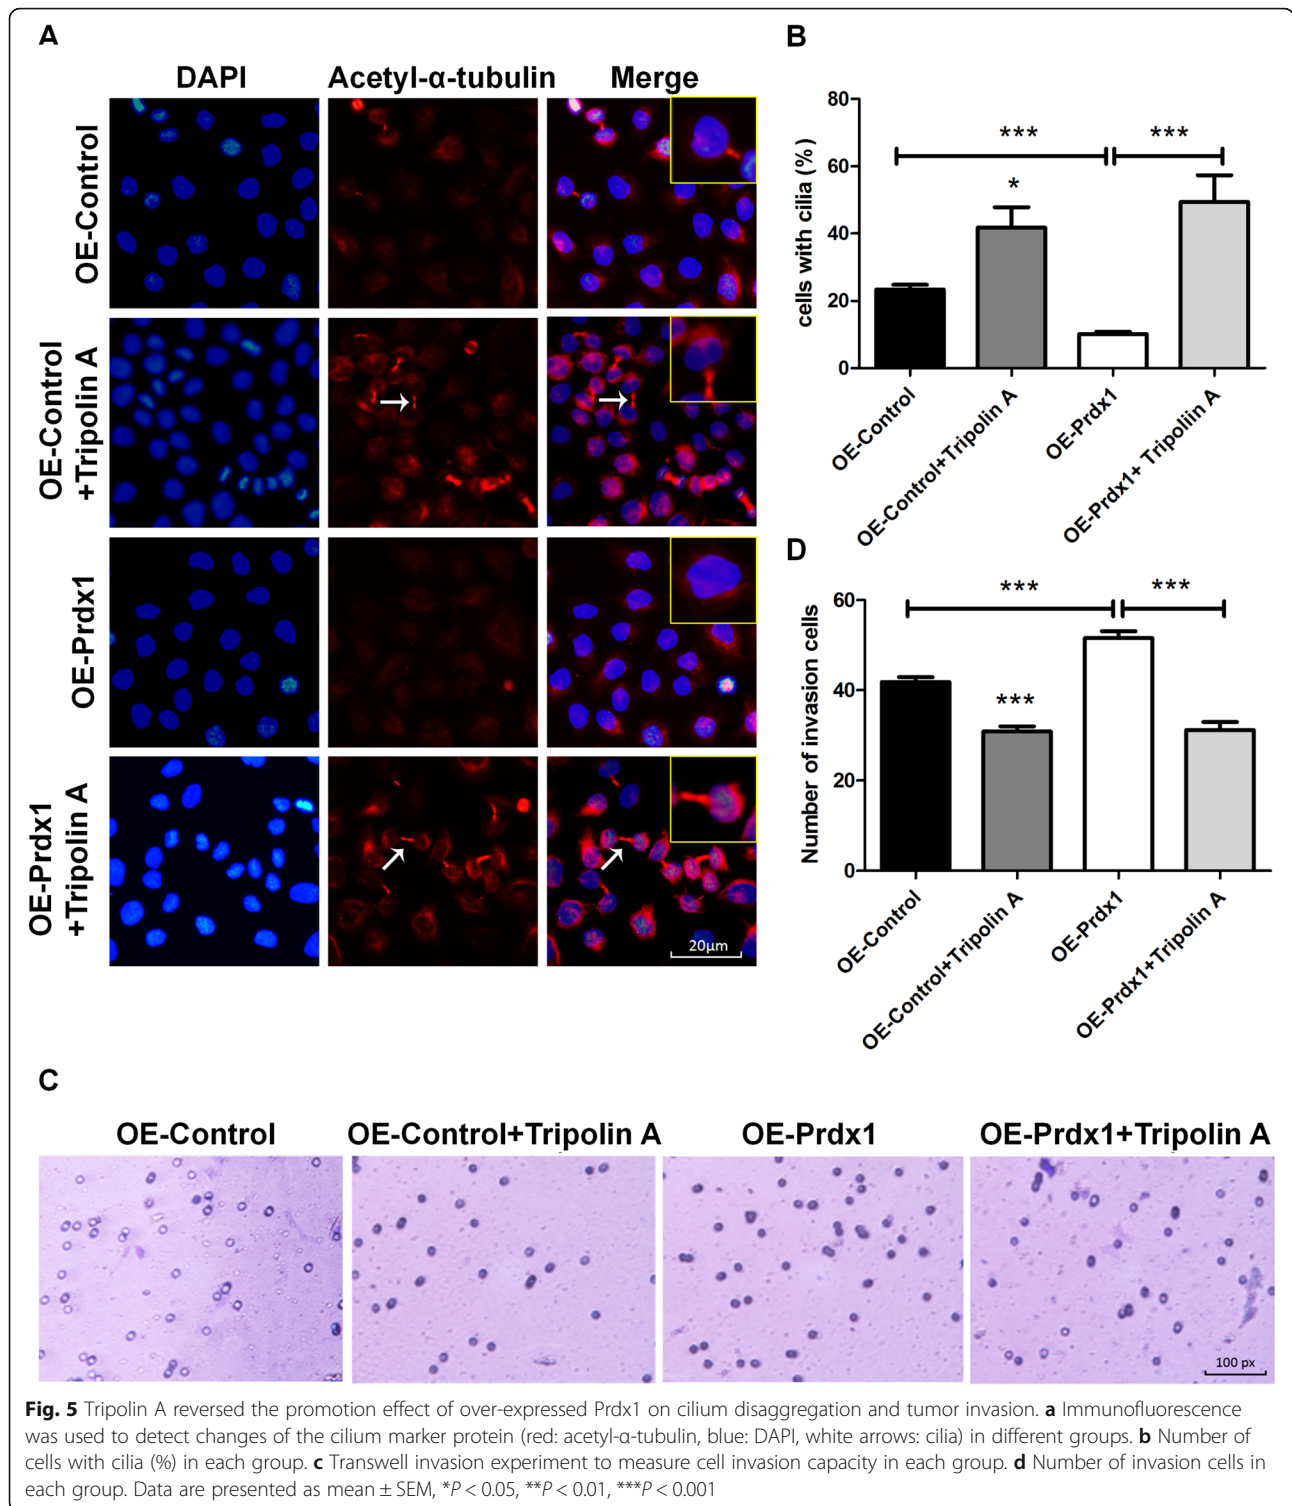 A
DAPI
Acetyl-α-tubulin
Merge
OE-Control
OE-Control
+Tripolin A
OE-Prdx1
OE-Prdx1
+Tripolin A
20μm
B
cells with cilia (%)
80
60
40
20
0
***
***
*
OE-Control
OE-Control+Tripolin A
OE-Prdx1
OE-Prdx1+ Tripoliin A
D
Number of invasion cells
60
40
20
0
***
***
***
OE-Control
OE-Control+Tripolin A
OE-Prdx1
OE-Prdx1+Tripolin A
C
OE-Control
OE-Control+Tripolin A
OE-Prdx1
OE-Prdx1+Tripolin A
100 px
Fig. 5 Tripolin A reversed the promotion effect of over-expressed Prdx1 on cilium disaggregation and tumor invasion. a Immunofluorescence
was used to detect changes of the cilium marker protein (red: acetyl-α-tubulin, blue: DAPI, white arrows: cilia) in different groups. b Number of
cells with cilia (%) in each group. c Transwell invasion experiment to measure cell invasion capacity in each group. d Number of invasion cells in
each group. Data are presented as mean ± SEM, *P < 0.05, **P < 0.01, ***P < 0.001